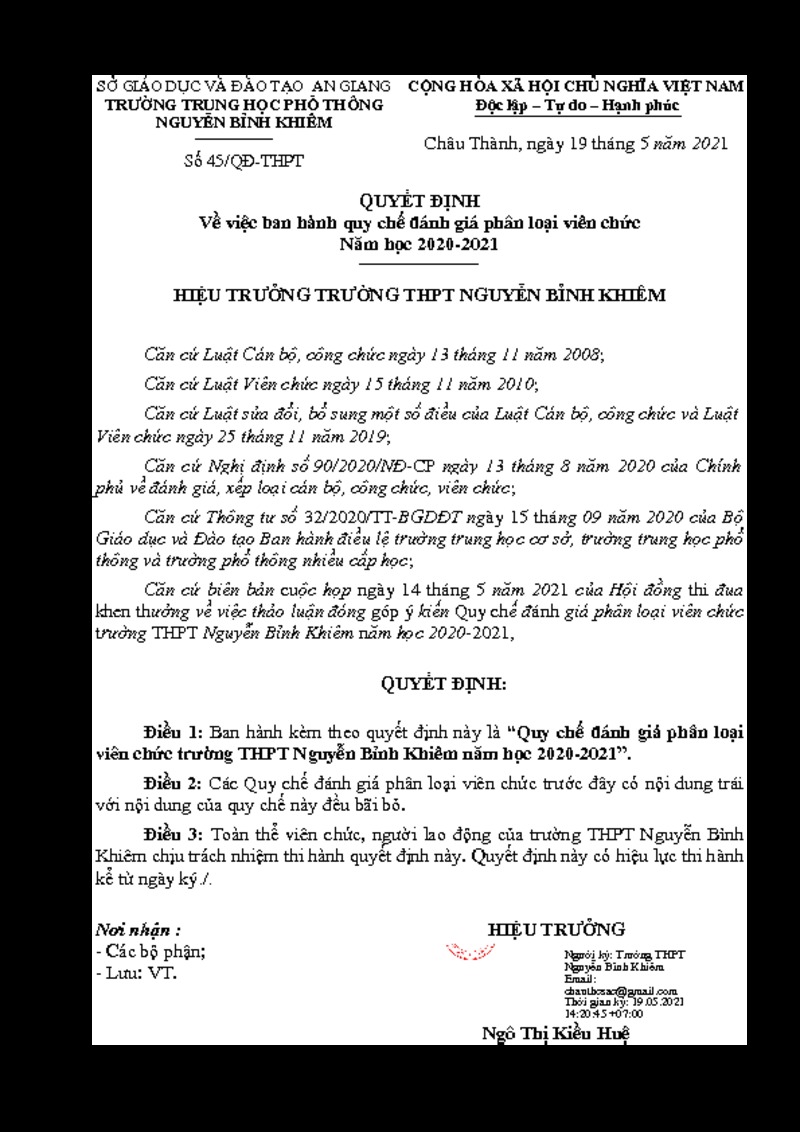 SỞ GIÁO DỤC VÀ ĐÀO TẠO AN GIANG
TRƯỜNG TRUNG HỌC PHỔ THÔNG
NGUYỄN BỈNH KHIÊM
Số 45/QĐ-THPT
CỘNG HÒA XÃ HỘI CHỦ NGHĨA VIỆT NAM
Độc lập – Tự do – Hạnh phúc
Châu Thành, ngày 19 tháng 5 năm 2021
QUYẾT ĐỊNH
Về việc ban hành quy chế đánh giá phân loại viên chức
Năm học 2020-2021
HIỆU TRƯỞNG TRƯỜNG THPT NGUYỄN BỈNH KHIÊM
Căn cứ Luật Cán bộ, công chức ngày 13 tháng 11 năm 2008;
Căn cứ Luật Viên chức ngày 15 tháng 11 năm 2010;
Căn cứ Luật sửa đổi, bổ sung một số điều của Luật Cán bộ, công chức và Luật
Viên chức ngày 25 tháng 11 năm 2019;
Căn cứ Nghị định số 90/2020/NĐ-CP ngày 13 tháng 8 năm 2020 của Chính
phủ về đánh giá, xếp loại cán bộ, công chức, viên chức;
Căn cứ Thông tư số 32/2020/TT-BGDĐT ngày 15 tháng 09 năm 2020 của Bộ
Giáo dục và Đào tạo Ban hành điều lệ trường trung học cơ sở, trường trung học phổ
thông và trường phổ thông nhiều cấp học;
Căn cứ biên bản cuộc họp ngày 14 tháng 5 năm 2021 của Hội đồng thi đua
khen thưởng về việc thảo luận đóng góp ý kiến Quy chế đánh giá phân loại viên chức
trường THPT Nguyễn Bỉnh Khiêm năm học 2020-2021,
QUYẾT ĐỊNH:
Điều 1: Ban hành kèm theo quyết định này là “Quy chế đánh giá phân loại
viên chức trường THPT Nguyễn Bỉnh Khiêm năm học 2020-2021”.
Điều 2: Các Quy chế đánh giá phân loại viên chức trước đây có nội dung trái
với nội dung của quy chế này đều bãi bỏ.
Điều 3: Toàn thể viên chức, người lao động của trường THPT Nguyễn Bỉnh
Khiêm chịu trách nhiệm thi hành quyết định này. Quyết định này có hiệu lực thi hành
kể từ ngày ký./.
Nơi nhận :
- Các bộ phận;
- Lưu: VT.
HIỆU TRƯỞNG
Người ký: Trường THPT
Nguyễn Bỉnh Khiêm
Email:
Thời gian ký: 19.05.2021
14:20:45 +07:00
Ngô Thị Kiều Huệ